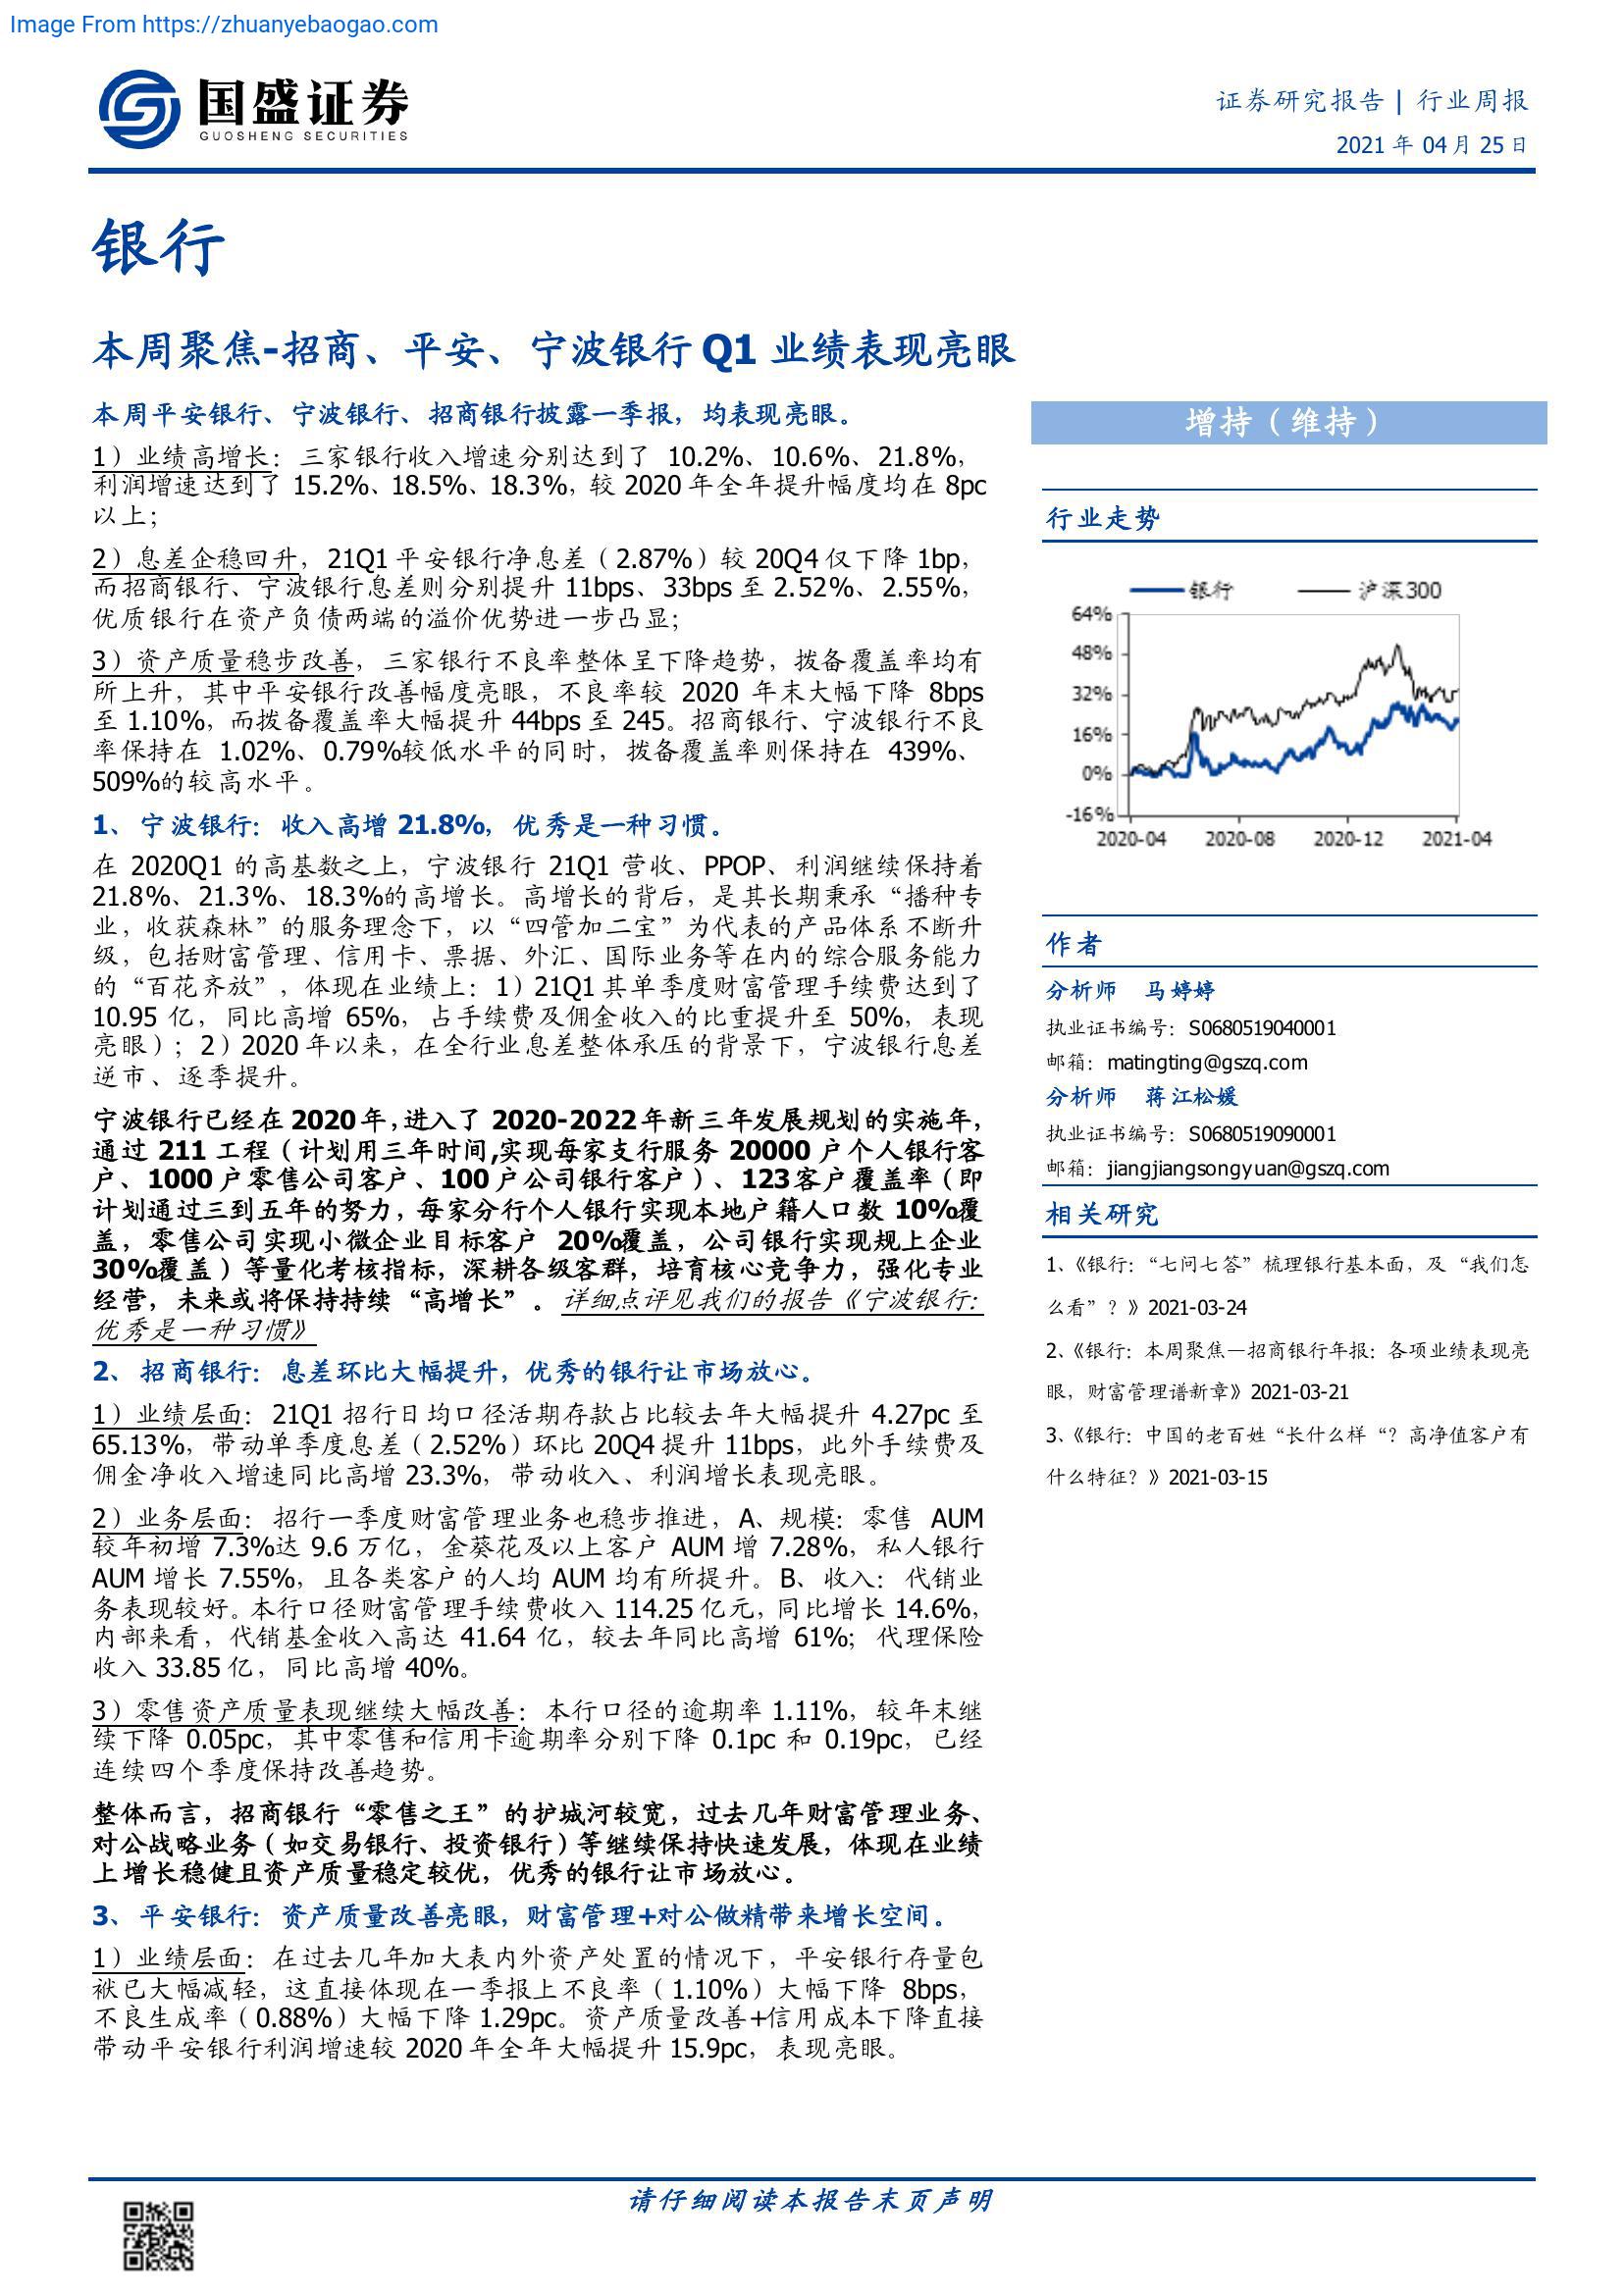 Image From https://zhuanyebaogao.com
国盛证券
GUOSHENG SECURITIES
证券研究报告 | 行业周报
2021 年 04 月 25 日
银行
本周聚焦-招商、平安、宁波银行 Q1 业绩表现亮眼
本周平安银行、宁波银行、招商银行披露一季报，均表现亮眼。
1）业绩高增长：三家银行收入增速分别达到了 10.2%、10.6%、21.8%，
利润增速达到了 15.2%、18.5%、18.3%，较 2020 年全年提升幅度均在 8pc
以上；
2）息差企稳回升，21Q1 平安银行净息差（2.87%）较 20Q4 仅下降 1bp，
而招商银行、宁波银行息差则分别提升 11bps、33bps 至 2.52%、2.55%，
优质银行在资产负债两端的溢价优势进一步凸显；
3）资产质量稳步改善，三家银行不良率整体呈下降趋势，拨备覆盖率均有
所上升，其中平安银行改善幅度亮眼，不良率较 2020 年末大幅下降 8bps
至 1.10%，而拨备覆盖率大幅提升 44bps 至 245。招商银行、宁波银行不良
率保持在 1.02%、0.79%较低水平的同时，拨备覆盖率则保持在 439%、
509%的较高水平。
1、 宁波银行：收入高增 21.8%，优秀是一种习惯。
在 2020Q1 的高基数之上，宁波银行 21Q1 营收、PPOP、利润继续保持着
21.8%、21.3%、18.3%的高增长。高增长的背后，是其长期秉承“播种专
业，收获森林”的服务理念下，以“四管加二宝”为代表的产品体系不断升
级，包括财富管理、信用卡、票据、外汇、国际业务等在内的综合服务能力
的“百花齐放”，体现在业绩上：1）21Q1 其单季度财富管理手续费达到了
10.95 亿，同比高增 65%，占手续费及佣金收入的比重提升至 50%，表现
亮眼）；2）2020 年以来，在全行业息差整体承压的背景下，宁波银行息差
逆市、逐季提升。
宁波银行已经在 2020 年，进入了 2020-2022 年新三年发展规划的实施年，
通过 211 工程（计划用三年时间,实现每家支行服务 20000 户个人银行客
户、1000 户零售公司客户、100 户公司银行客户）、123 客户覆盖率（即
计划通过三到五年的努力，每家分行个人银行实现本地户籍人口数 10%覆
盖，零售公司实现小微企业目标客户 20%覆盖，公司银行实现规上企业
30%覆盖）等量化考核指标，深耕各级客群，培育核心竞争力，强化专业
经营，未来或将保持持续“高增长”。详细点评见我们的报告《宁波银行：
优秀是一种习惯》
2、 招商银行：息差环比大幅提升，优秀的银行让市场放心。
1）业绩层面：21Q1 招行日均口径活期存款占比较去年大幅提升 4.27pc 至
65.13%，带动单季度息差（2.52%）环比 20Q4 提升 11bps，此外手续费及
佣金净收入增速同比高增 23.3%，带动收入、利润增长表现亮眼。
2）业务层面：招行一季度财富管理业务也稳步推进，A、规模：零售 AUM
较年初增 7.3%达 9.6 万亿，金葵花及以上客户 AUM 增 7.28%，私人银行
AUM 增长 7.55%，且各类客户的人均 AUM 均有所提升。B、收入：代销业
务表现较好。本行口径财富管理手续费收入 114.25 亿元，同比增长 14.6%，
内部来看，代销基金收入高达 41.64 亿，较去年同比高增 61%；代理保险
收入 33.85 亿，同比高增 40%。
3）零售资产质量表现继续大幅改善：本行口径的逾期率 1.11%，较年末继
续下降 0.05pc，其中零售和信用卡逾期率分别下降 0.1pc 和 0.19pc，已经
连续四个季度保持改善趋势。
整体而言，招商银行“零售之王”的护城河较宽，过去几年财富管理业务、
对公战略业务（如交易银行、投资银行）等继续保持快速发展，体现在业绩
上增长稳健且资产质量稳定较优，优秀的银行让市场放心。
3、 平安银行：资产质量改善亮眼，财富管理+对公做精带来增长空间。
1）业绩层面：在过去几年加大表内外资产处置的情况下，平安银行存量包
袱已大幅减轻，这直接体现在一季报上不良率（1.10%）大幅下降 8bps，
不良生成率（0.88%）大幅下降 1.29pc。资产质量改善+信用成本下降直接
带动平安银行利润增速较 2020 年全年大幅提升 15.9pc，表现亮眼。
增持（维持）
行业走势
银行 沪深300
64%
48%
32%
16%
0%
-16%
2020-04 2020-08 2020-12 2021-04
作者
分析师 马婷婷
执业证书编号：S0680519040001
邮箱：matingting@gszq.com
分析师 蒋江松媛
执业证书编号：S0680519090001
邮箱：jiangjiangsongyuan@gszq.com
相关研究
1、《银行：“七问七答”梳理银行基本面，及“我们怎
么看”？》2021-03-24
2、《银行：本周聚焦—招商银行年报：各项业绩表现亮
眼，财富管理谱新章》2021-03-21
3、《银行：中国的老百姓“长什么样“？高净值客户有
什么特征？》2021-03-15
请仔细阅读本报告末页声明